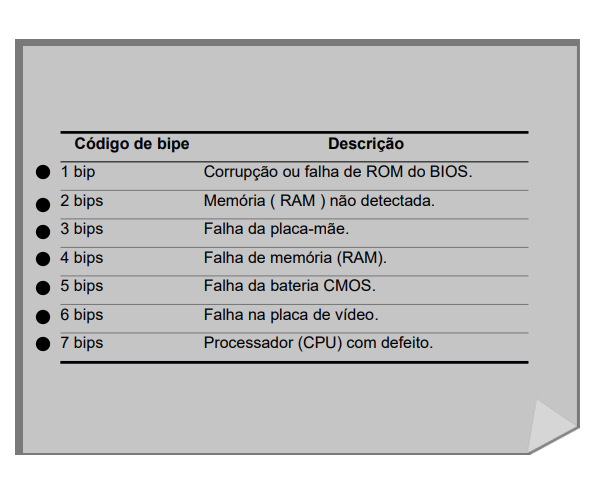 Código de bipe Descrição
1 bip Corrupção ou falha de ROM do BIOS.
2 bips Memória ( RAM ) não detectada.
3 bips Falha da placa-mãe.
4 bips Falha de memória (RAM).
5 bips Falha da bateria CMOS.
6 bips Falha na placa de vídeo.
7 bips Processador (CPU) com defeito.